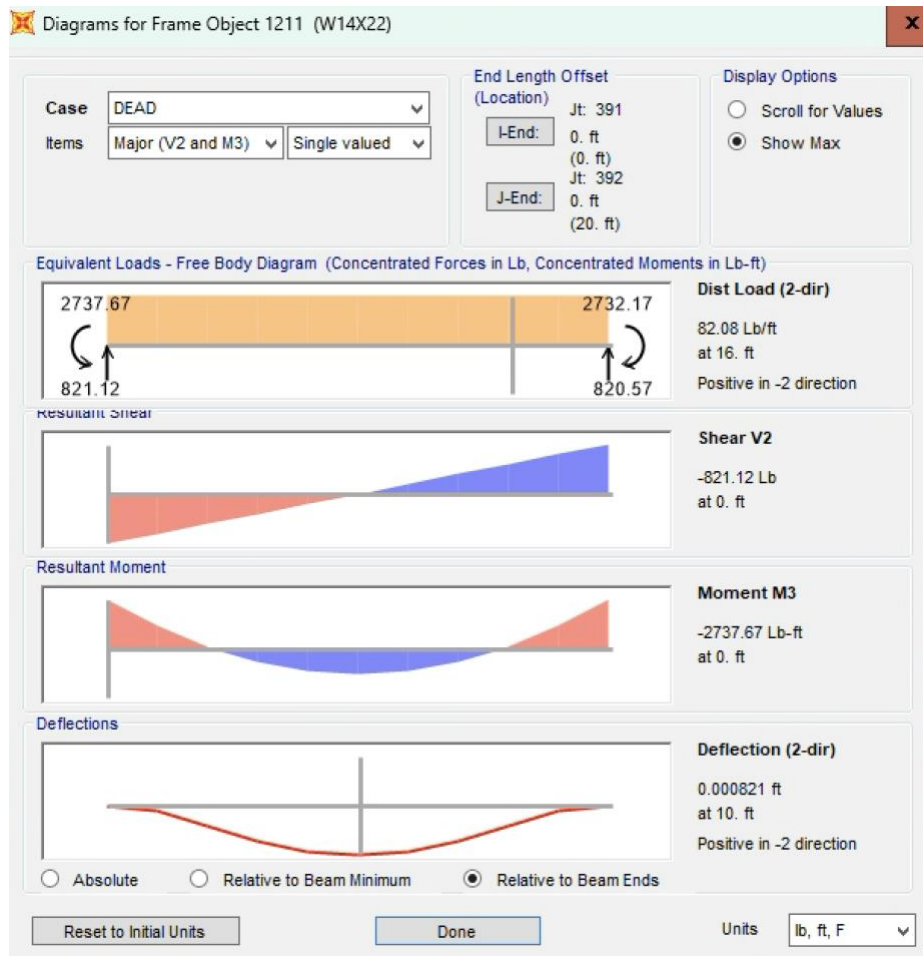 Diagrams for Frame Object 1211 (W14X22)
x
Case DEAD
Items Major (V2 and M3) Single valued
End Length Offset
(Location)
Jt: 391
I-End: 0. ft
(0. ft)
Jt: 392
J-End: 0. ft
(20. ft)
Display Options
Scroll for Values
Show Max
Equivalent Loads - Free Body Diagram (Concentrated Forces in Lb, Concentrated Moments in Lb-ft)
2737.67 2732.17
821.12 820.57
Dist Load (2-dir)
82.08 Lb/ft
at 16. ft
Positive in -2 direction
Resultant Shear
Shear V2
-821.12 Lb
at 0. ft
Resultant Moment
Moment M3
-2737.67 Lb-ft
at 0. ft
Deflections
Deflection (2-dir)
0.000821 ft
at 10. ft
Positive in -2 direction
Absolute Relative to Beam Minimum Relative to Beam Ends
Reset to Initial Units Done Units lb, ft, F